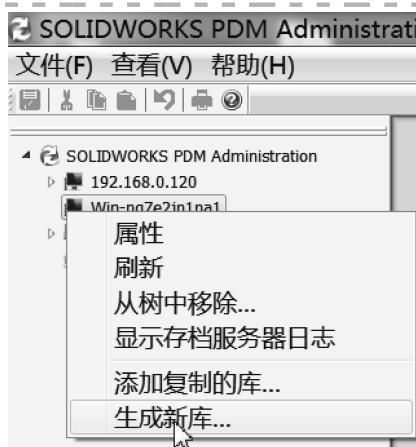 SOLIDWORKS PDM Administrati
文件(F) 查看(V) 帮助(H)
SOLIDWORKS PDM Administration
192.168.0.120
Win-ng7e2in1na1
属性
刷新
从树中移除...
显示存档服务器日志
添加复制的库...
生成新库...